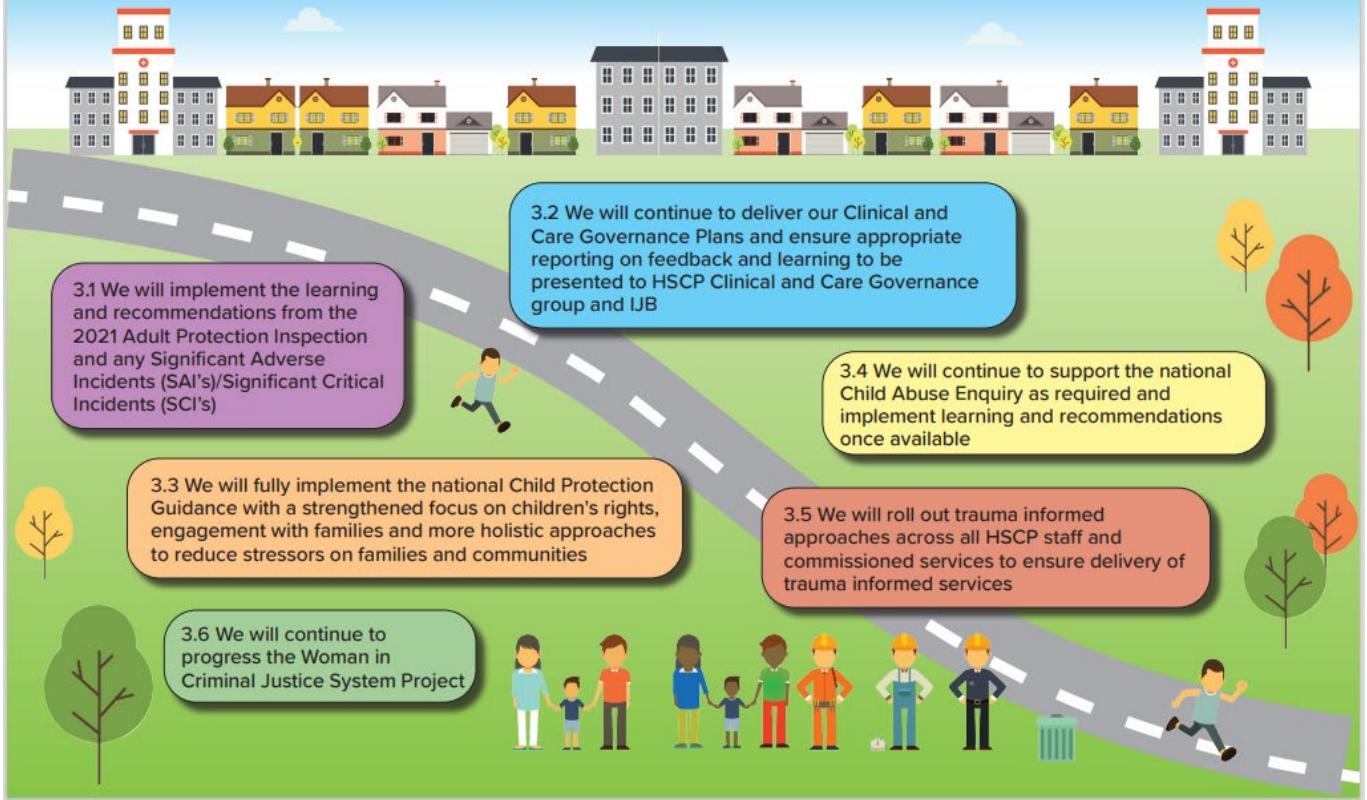 3.1 We will implement the learning
and recommendations from the
2021 Adult Protection Inspection
and any Significant Adverse
Incidents (SAI's)/Significant Critical
Incidents (SCI's)
3.2 We will continue to deliver our Clinical and
Care Governance Plans and ensure appropriate
reporting on feedback and learning to be
presented to HSCP Clinical and Care Governance
group and IJB
3.3 We will fully implement the national Child Protection
Guidance with a strengthened focus on children's rights,
engagement with families and more holistic approaches
to reduce stressors on families and communities
3.4 We will continue to support the national
Child Abuse Enquiry as required and
implement learning and recommendations
once available
3.5 We will roll out trauma informed
approaches across all HSCP staff and
commissioned services to ensure delivery of
trauma informed services
3.6 We will continue to
progress the Woman in
Criminal Justice System Project